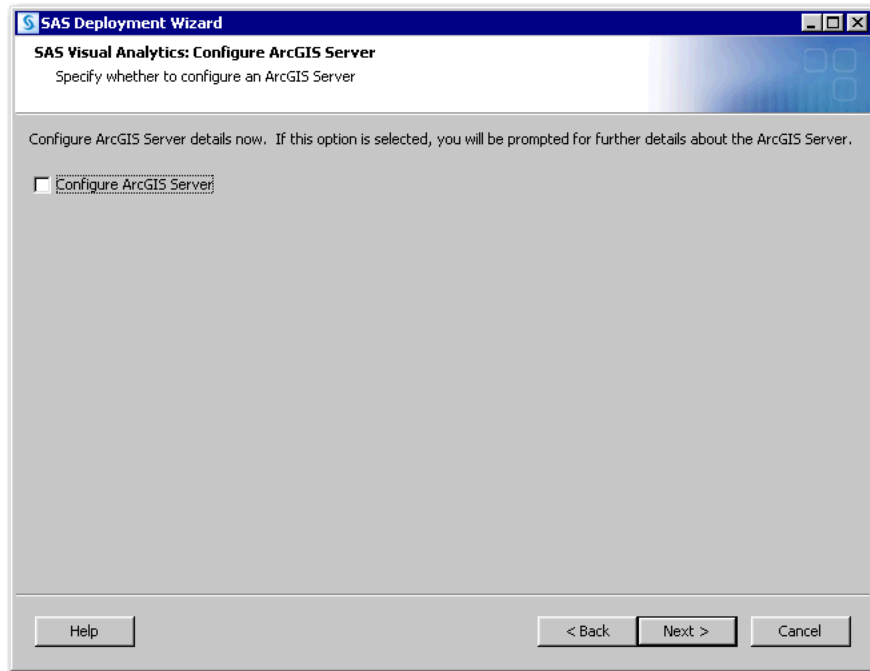 SAS Deployment Wizard
SAS Visual Analytics: Configure ArcGIS Server
Specify whether to configure an ArcGIS Server
Configure ArcGIS Server details now. If this option is selected, you will be prompted for further details about the ArcGIS Server.
Configure ArcGIS Server
Help < Back Next > Cancel